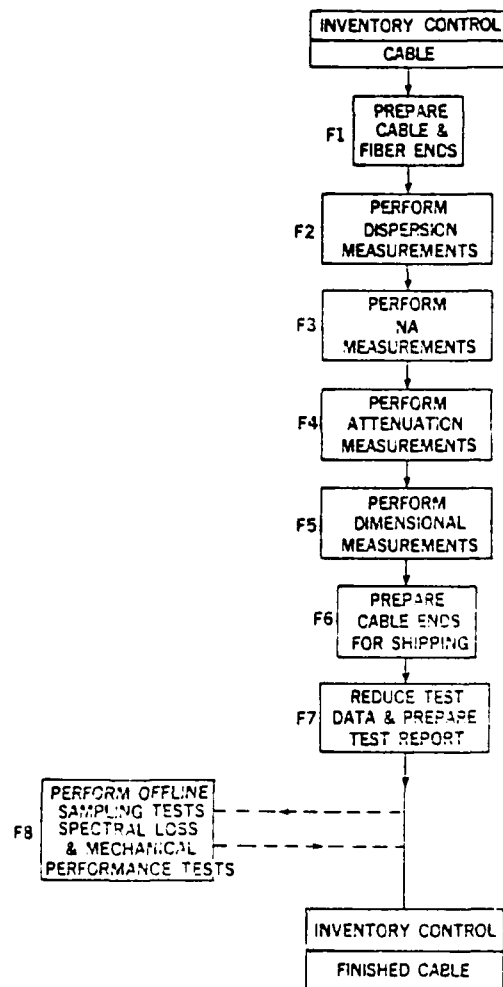 INVENTORY CONTROL
CABLE
F1
PREPARE
CABLE &
FIBER ENDS
F2
PERFORM
DISPERSION
MEASUREMENTS
F3
PERFORM
NA
MEASUREMENTS
F4
PERFORM
ATTENUATION
MEASUREMENTS
F5
PERFORM
DIMENSIONAL
MEASUREMENTS
F6
PREPARE
CABLE ENDS
FOR SHIPPING
F7
REDUCE TEST
DATA & PREPARE
TEST REPORT
F8
PERFORM OFFLINE
SAMPLING TESTS
SPECTRAL LOSS
& MECHANICAL
PERFORMANCE TESTS
INVENTORY CONTROL
FINISHED CABLE